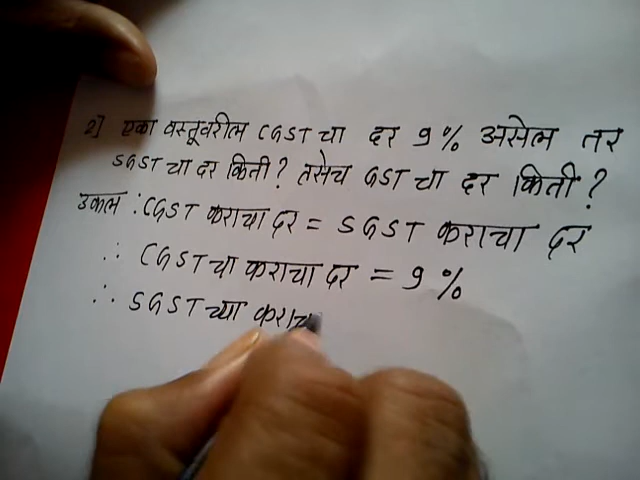 2] एका वस्तूवरील CGST चा दर 9% असेल तर
SGST चा दर किती? तसेच GST चा दर किती?
उकल : CGST कराचा दर = SGST कराचा दर
∴ CGST चा कराचा दर = 9%
∴ SGST च्या कराच